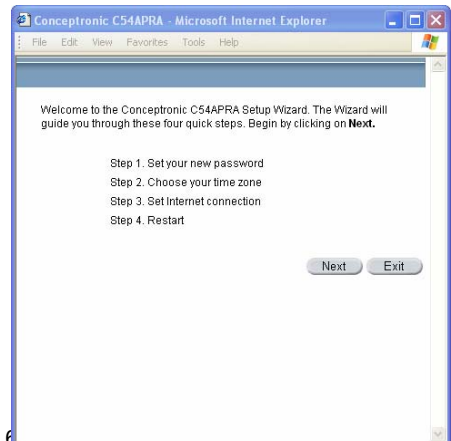 Conceptronic C54APRA - Microsoft Internet Explorer
File Edit View Favorites Tools Help
Welcome to the Conceptronic C54APRA Setup Wizard. The Wizard will
guide you through these four quick steps. Begin by clicking on Next.
Step 1. Set your new password
Step 2. Choose your time zone
Step 3. Set Internet connection
Step 4. Restart
Next Exit